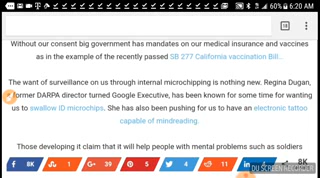 60% 6:20 AM
18
Without our consent big government has mandates on our medical insurance and vaccines
as in the example of the recently passed SB 277 California vaccination Bill...
The want of surveillance on us through internal microchipping is nothing new. Regina Dugan,
former DARPA director turned Google Executive, has been known for some time for wanting
us to swallow ID microchips. She has also been pushing for us to have an electronic tattoo
capable of mindreading.
Those developing it claim that it will help people with mental problems such as soldiers
8K 1 39 5 4 11 8K
DU SCREEN RECORDER